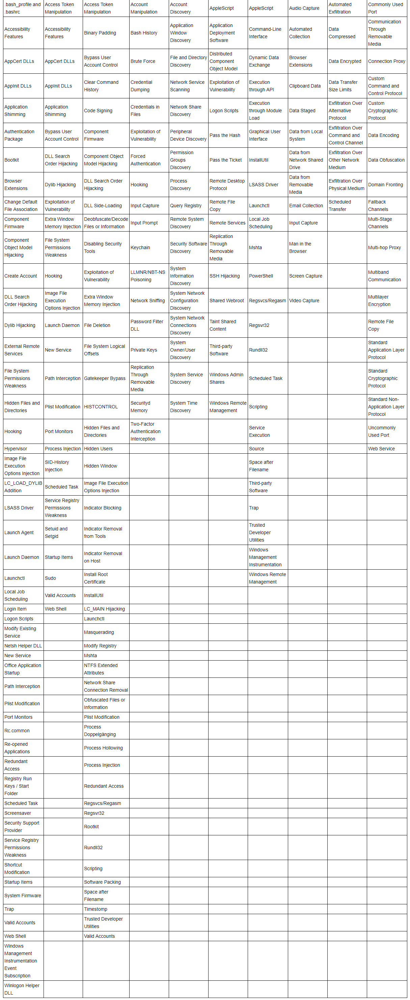 .bash_profile and
.bashrc
Access Token
Manipulation
Access Token
Manipulation
Account
Manipulation
Account
Discovery
AppleScript
AppleScript
Audio Capture
Automated
Exfiltration
Commonly Used
Port
Accessibility
Features
Accessibility
Features
Binary Padding
Bash History
Application
Window
Discovery
Application
Deployment
Software
Command-Line
Interface
Automated
Collection
Data
Compressed
Communication
Through
Removable
Media
AppCert DLLs
AppCert DLLs
Bypass User
Account Control
Brute Force
File and Directory
Discovery
Distributed
Component
Object Model
Dynamic Data
Exchange
Browser
Extensions
Data Encrypted
Connection Proxy
AppInit DLLs
AppInit DLLs
Clear Command
History
Credential
Dumping
Network Service
Scanning
Exploitation of
Vulnerability
Execution
through API
Clipboard Data
Data Transfer
Size Limits
Custom
Command and
Control Protocol
Application
Shimming
Application
Shimming
Code Signing
Credentials in
Files
Network Share
Discovery
Logon Scripts
Execution
through Module
Load
Data Staged
Exfiltration Over
Alternative
Protocol
Custom
Cryptographic
Protocol
Authentication
Package
Bypass User
Account Control
Component
Firmware
Exploitation of
Vulnerability
Peripheral
Device Discovery
Pass the Hash
Graphical User
Interface
Data from Local
System
Exfiltration Over
Command and
Control Channel
Data Encoding
Bootkit
DLL Search
Order Hijacking
Component Object
Model Hijacking
Forced
Authentication
Permission
Groups
Discovery
Pass the Ticket
InstallUtil
Data from
Network Shared
Drive
Exfiltration Over
Other Network
Medium
Data Obfuscation
Browser
Extensions
Dylib Hijacking
DLL Search Order
Hijacking
Hooking
Process
Discovery
Remote Desktop
Protocol
LSASS Driver
Data from
Removable
Media
Exfiltration Over
Physical Medium
Domain Fronting
Change Default
File Association
Exploitation of
Vulnerability
DLL Side-Loading
Input Capture
Query Registry
Remote File
Copy
Launchctl
Email Collection
Scheduled
Transfer
Fallback
Channels
Component
Firmware
Extra Window
Memory Injection
Deobfuscate/Decode
Files or Information
Input Prompt
Remote System
Discovery
Remote Services
Local Job
Scheduling
Input Capture
Multi-Stage
Channels
Component
Object Model
Hijacking
File System
Permissions
Weakness
Disabling Security
Tools
Keychain
Security Software
Discovery
Replication
Through
Removable
Media
Mshta
Man in the
Browser
Multi-hop Proxy
Create Account
Hooking
Exploitation of
Vulnerability
LLMNR/NBT-NS
Poisoning
System
Information
Discovery
SSH Hijacking
PowerShell
Screen Capture
Multiband
Communication
DLL Search
Order Hijacking
Image File
Execution
Options Injection
Extra Window
Memory Injection
Network Sniffing
System Network
Configuration
Discovery
Shared Webroot
Regsvcs/Regasm
Video Capture
Multilayer
Encryption
Dylib Hijacking
Launch Daemon
File Deletion
Password Filter
DLL
System Network
Connections
Discovery
Taint Shared
Content
Regsvr32
Remote File
Copy
External Remote
Services
New Service
File System Logical
Offsets
Private Keys
System
Owner/User
Discovery
Third-party
Software
Rundll32
Standard
Application Layer
Protocol
File System
Permissions
Weakness
Path Interception
Gatekeeper Bypass
Replication
Through
Removable
Media
System Service
Discovery
Windows Admin
Shares
Scheduled Task
Standard
Cryptographic
Protocol
Hidden Files and
Directories
Plist Modification
HISTCONTROL
Securityd
Memory
System Time
Discovery
Windows Remote
Management
Scripting
Standard Non-
Application Layer
Protocol
Hooking
Port Monitors
Hidden Files and
Directories
Two-Factor
Authentication
Interception
Service
Execution
Uncommonly
Used Port
Hypervisor
Process Injection
Hidden Users
Source
Web Service
Image File
Execution
Options Injection
SID-History
Injection
Hidden Window
Space after
Filename
LC_LOAD_DYLIB
Addition
Scheduled Task
Image File Execution
Options Injection
Third-party
Software
LSASS Driver
Service Registry
Permissions
Weakness
Indicator Blocking
Trap
Launch Agent
Setuid and
Setgid
Indicator Removal
from Tools
Trusted
Developer
Utilities
Launch Daemon
Startup Items
Indicator Removal
on Host
Windows
Management
Instrumentation
Launchctl
Sudo
Install Root
Certificate
Windows Remote
Management
Local Job
Scheduling
Valid Accounts
InstallUtil
Login Item
Web Shell
LC_MAIN Hijacking
Logon Scripts
Launchctl
Modify Existing
Service
Masquerading
Netsh Helper DLL
Modify Registry
New Service
Mshta
Office Application
Startup
NTFS Extended
Attributes
Path Interception
Network Share
Connection Removal
Plist Modification
Obfuscated Files or
Information
Port Monitors
Plist Modification
Rc.common
Process
Doppelgänging
Re-opened
Applications
Process Hollowing
Redundant
Access
Process Injection
Registry Run
Keys / Start
Folder
Redundant Access
Scheduled Task
Regsvcs/Regasm
Screensaver
Regsvr32
Security Support
Provider
Rootkit
Service Registry
Permissions
Weakness
Rundll32
Shortcut
Modification
Scripting
Startup Items
Software Packing
System Firmware
Space after
Filename
Trap
Timestomp
Valid Accounts
Trusted Developer
Utilities
Web Shell
Valid Accounts
Windows
Management
Instrumentation
Event
Subscription
Winlogon Helper
DLL